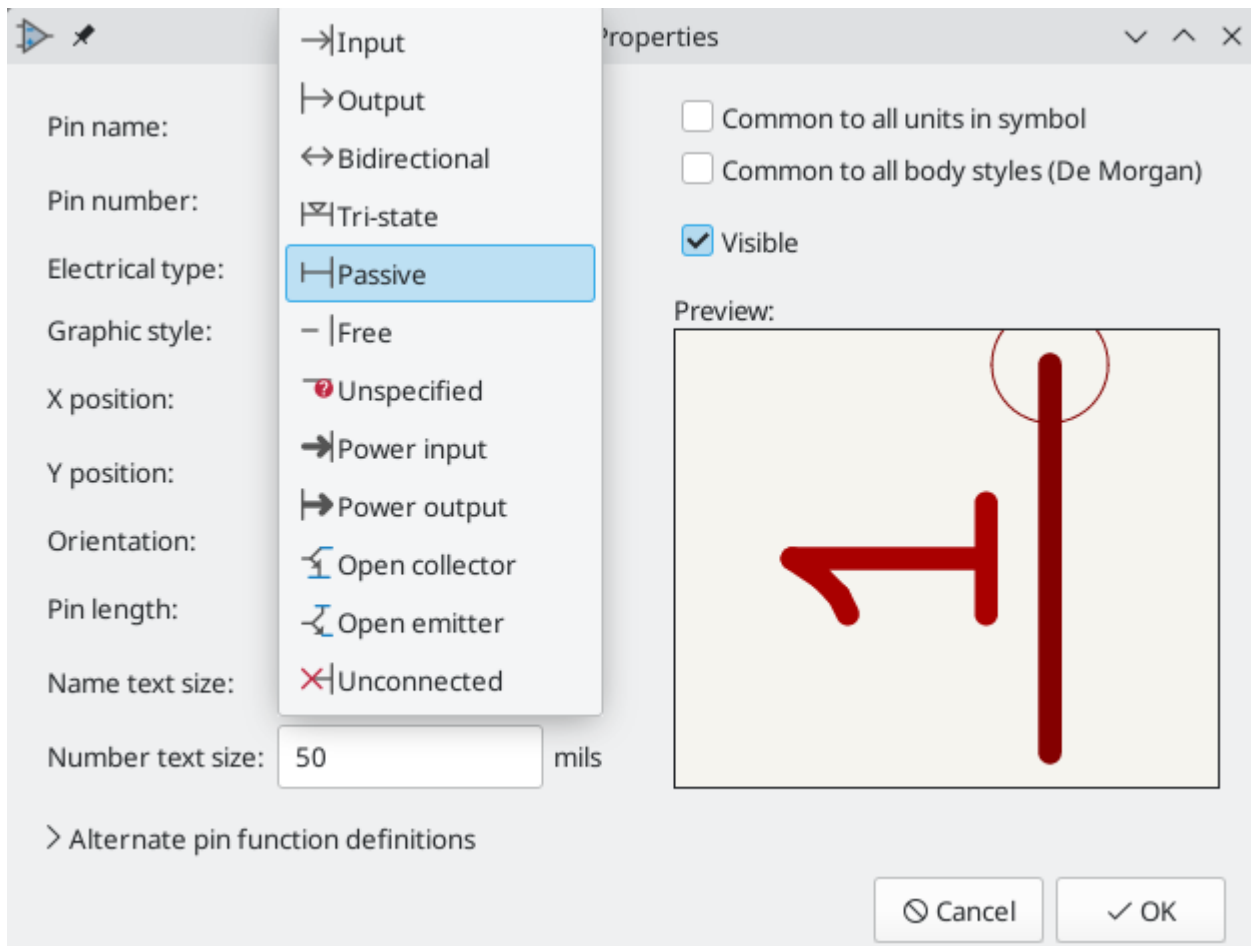 Properties
Input
Output
Bidirectional
Tri-state
Passive
Free
Unspecified
Power input
Power output
Open collector
Open emitter
Unconnected
Pin name:
Pin number:
Electrical type:
Graphic style:
X position:
Y position:
Orientation:
Pin length:
Name text size:
Number text size: 50 mils
Alternate pin function definitions
Common to all units in symbol
Common to all body styles (De Morgan)
Visible
Preview:
1
Cancel
OK